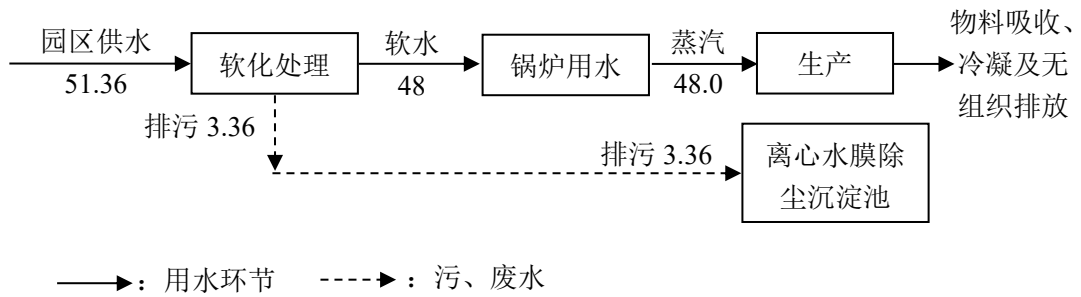 园区供水
51.36
软化处理
软水
48
锅炉用水
蒸汽
48.0
生产
物料吸收、
冷凝及无
组织排放
排污 3.36
排污 3.36
离心水膜除
尘沉淀池
：用水环节
：污、废水